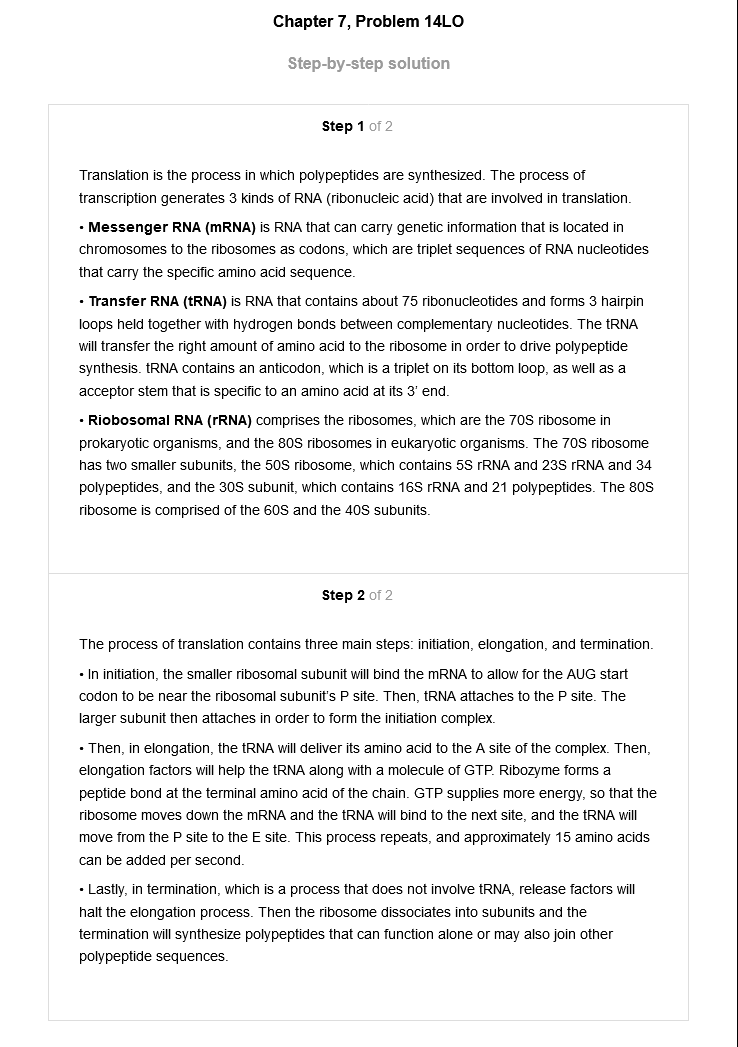 Chapter 7, Problem 14LO
Step-by-step solution
Step 1 of 2
Translation is the process in which polypeptides are synthesized. The process of
transcription generates 3 kinds of RNA (ribonucleic acid) that are involved in translation.
• Messenger RNA (mRNA) is RNA that can carry genetic information that is located in
chromosomes to the ribosomes as codons, which are triplet sequences of RNA nucleotides
that carry the specific amino acid sequence.
• Transfer RNA (tRNA) is RNA that contains about 75 ribonucleotides and forms 3 hairpin
loops held together with hydrogen bonds between complementary nucleotides. The tRNA
will transfer the right amount of amino acid to the ribosome in order to drive polypeptide
synthesis. tRNA contains an anticodon, which is a triplet on its bottom loop, as well as a
acceptor stem that is specific to an amino acid at its 3' end.
• Riobosomal RNA (rRNA) comprises the ribosomes, which are the 70S ribosome in
prokaryotic organisms, and the 80S ribosomes in eukaryotic organisms. The 70S ribosome
has two smaller subunits, the 50S ribosome, which contains 5S rRNA and 23S rRNA and 34
polypeptides, and the 30S subunit, which contains 16S rRNA and 21 polypeptides. The 80S
ribosome is comprised of the 60S and the 40S subunits.
Step 2 of 2
The process of translation contains three main steps: initiation, elongation, and termination.
• In initiation, the smaller ribosomal subunit will bind the mRNA to allow for the AUG start
codon to be near the ribosomal subunit's P site. Then, tRNA attaches to the P site. The
larger subunit then attaches in order to form the initiation complex.
• Then, in elongation, the tRNA will deliver its amino acid to the A site of the complex. Then,
elongation factors will help the tRNA along with a molecule of GTP. Ribozyme forms a
peptide bond at the terminal amino acid of the chain. GTP supplies more energy, so that the
ribosome moves down the mRNA and the tRNA will bind to the next site, and the tRNA will
move from the P site to the E site. This process repeats, and approximately 15 amino acids
can be added per second.
• Lastly, in termination, which is a process that does not involve tRNA, release factors will
halt the elongation process. Then the ribosome dissociates into subunits and the
termination will synthesize polypeptides that can function alone or may also join other
polypeptide sequences.